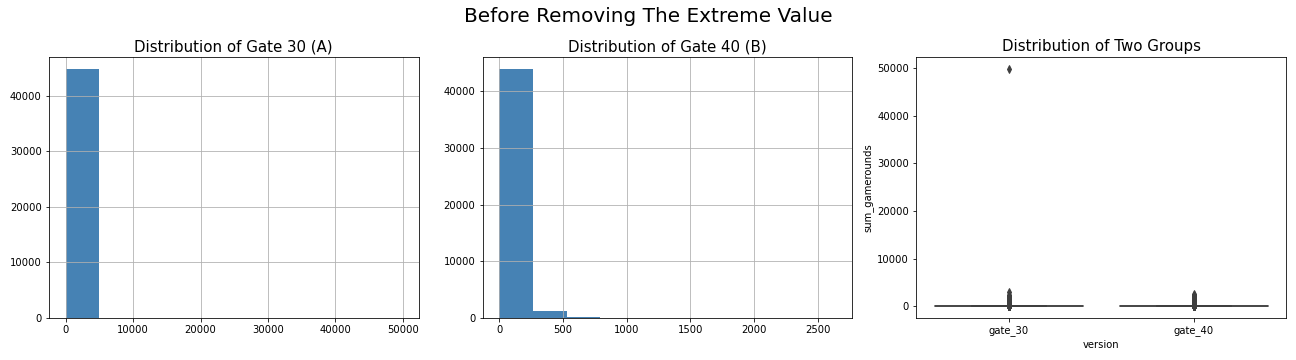 Before Removing The Extreme Value
Distribution of Gate 30 (A)
40000
30000
20000
10000
0
0 10000 20000 30000 40000 50000
Distribution of Gate 40 (B)
40000
30000
20000
10000
0
0 500 1000 1500 2000 2500
Distribution of Two Groups
sum_gamerounds
50000
40000
30000
20000
10000
0
gate_30 gate_40
version